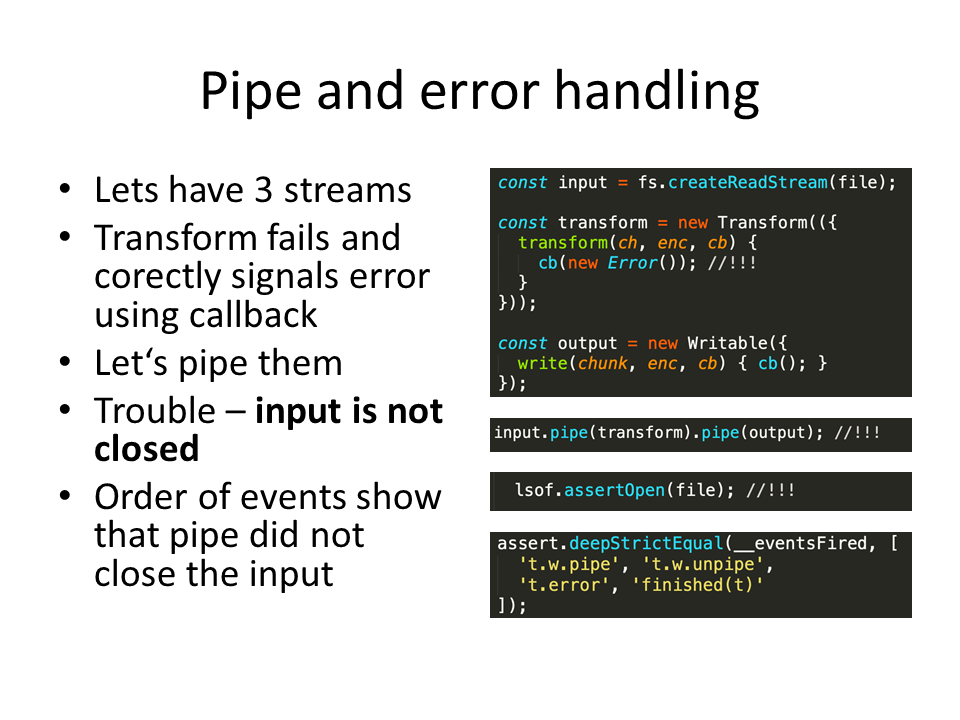 Pipe and error handling
• Lets have 3 streams
• Transform fails and
corectly signals error
using callback
• Let‘s pipe them
• Trouble – input is not
closed
• Order of events show
that pipe did not
close the input
const input = fs.createReadStream(file);
const transform = new Transform(({
transform(ch, enc, cb) {
cb(new Error()); //!!!
}
}));
const output = new Writable({
write(chunk, enc, cb) { cb(); }
});
input.pipe(transform).pipe(output); //!!!
lsof.assertOpen(file); //!!!
assert.deepStrictEqual(__eventsFired, [
't.w.pipe', 't.w.unpipe',
't.error', 'finished(t)'
]);